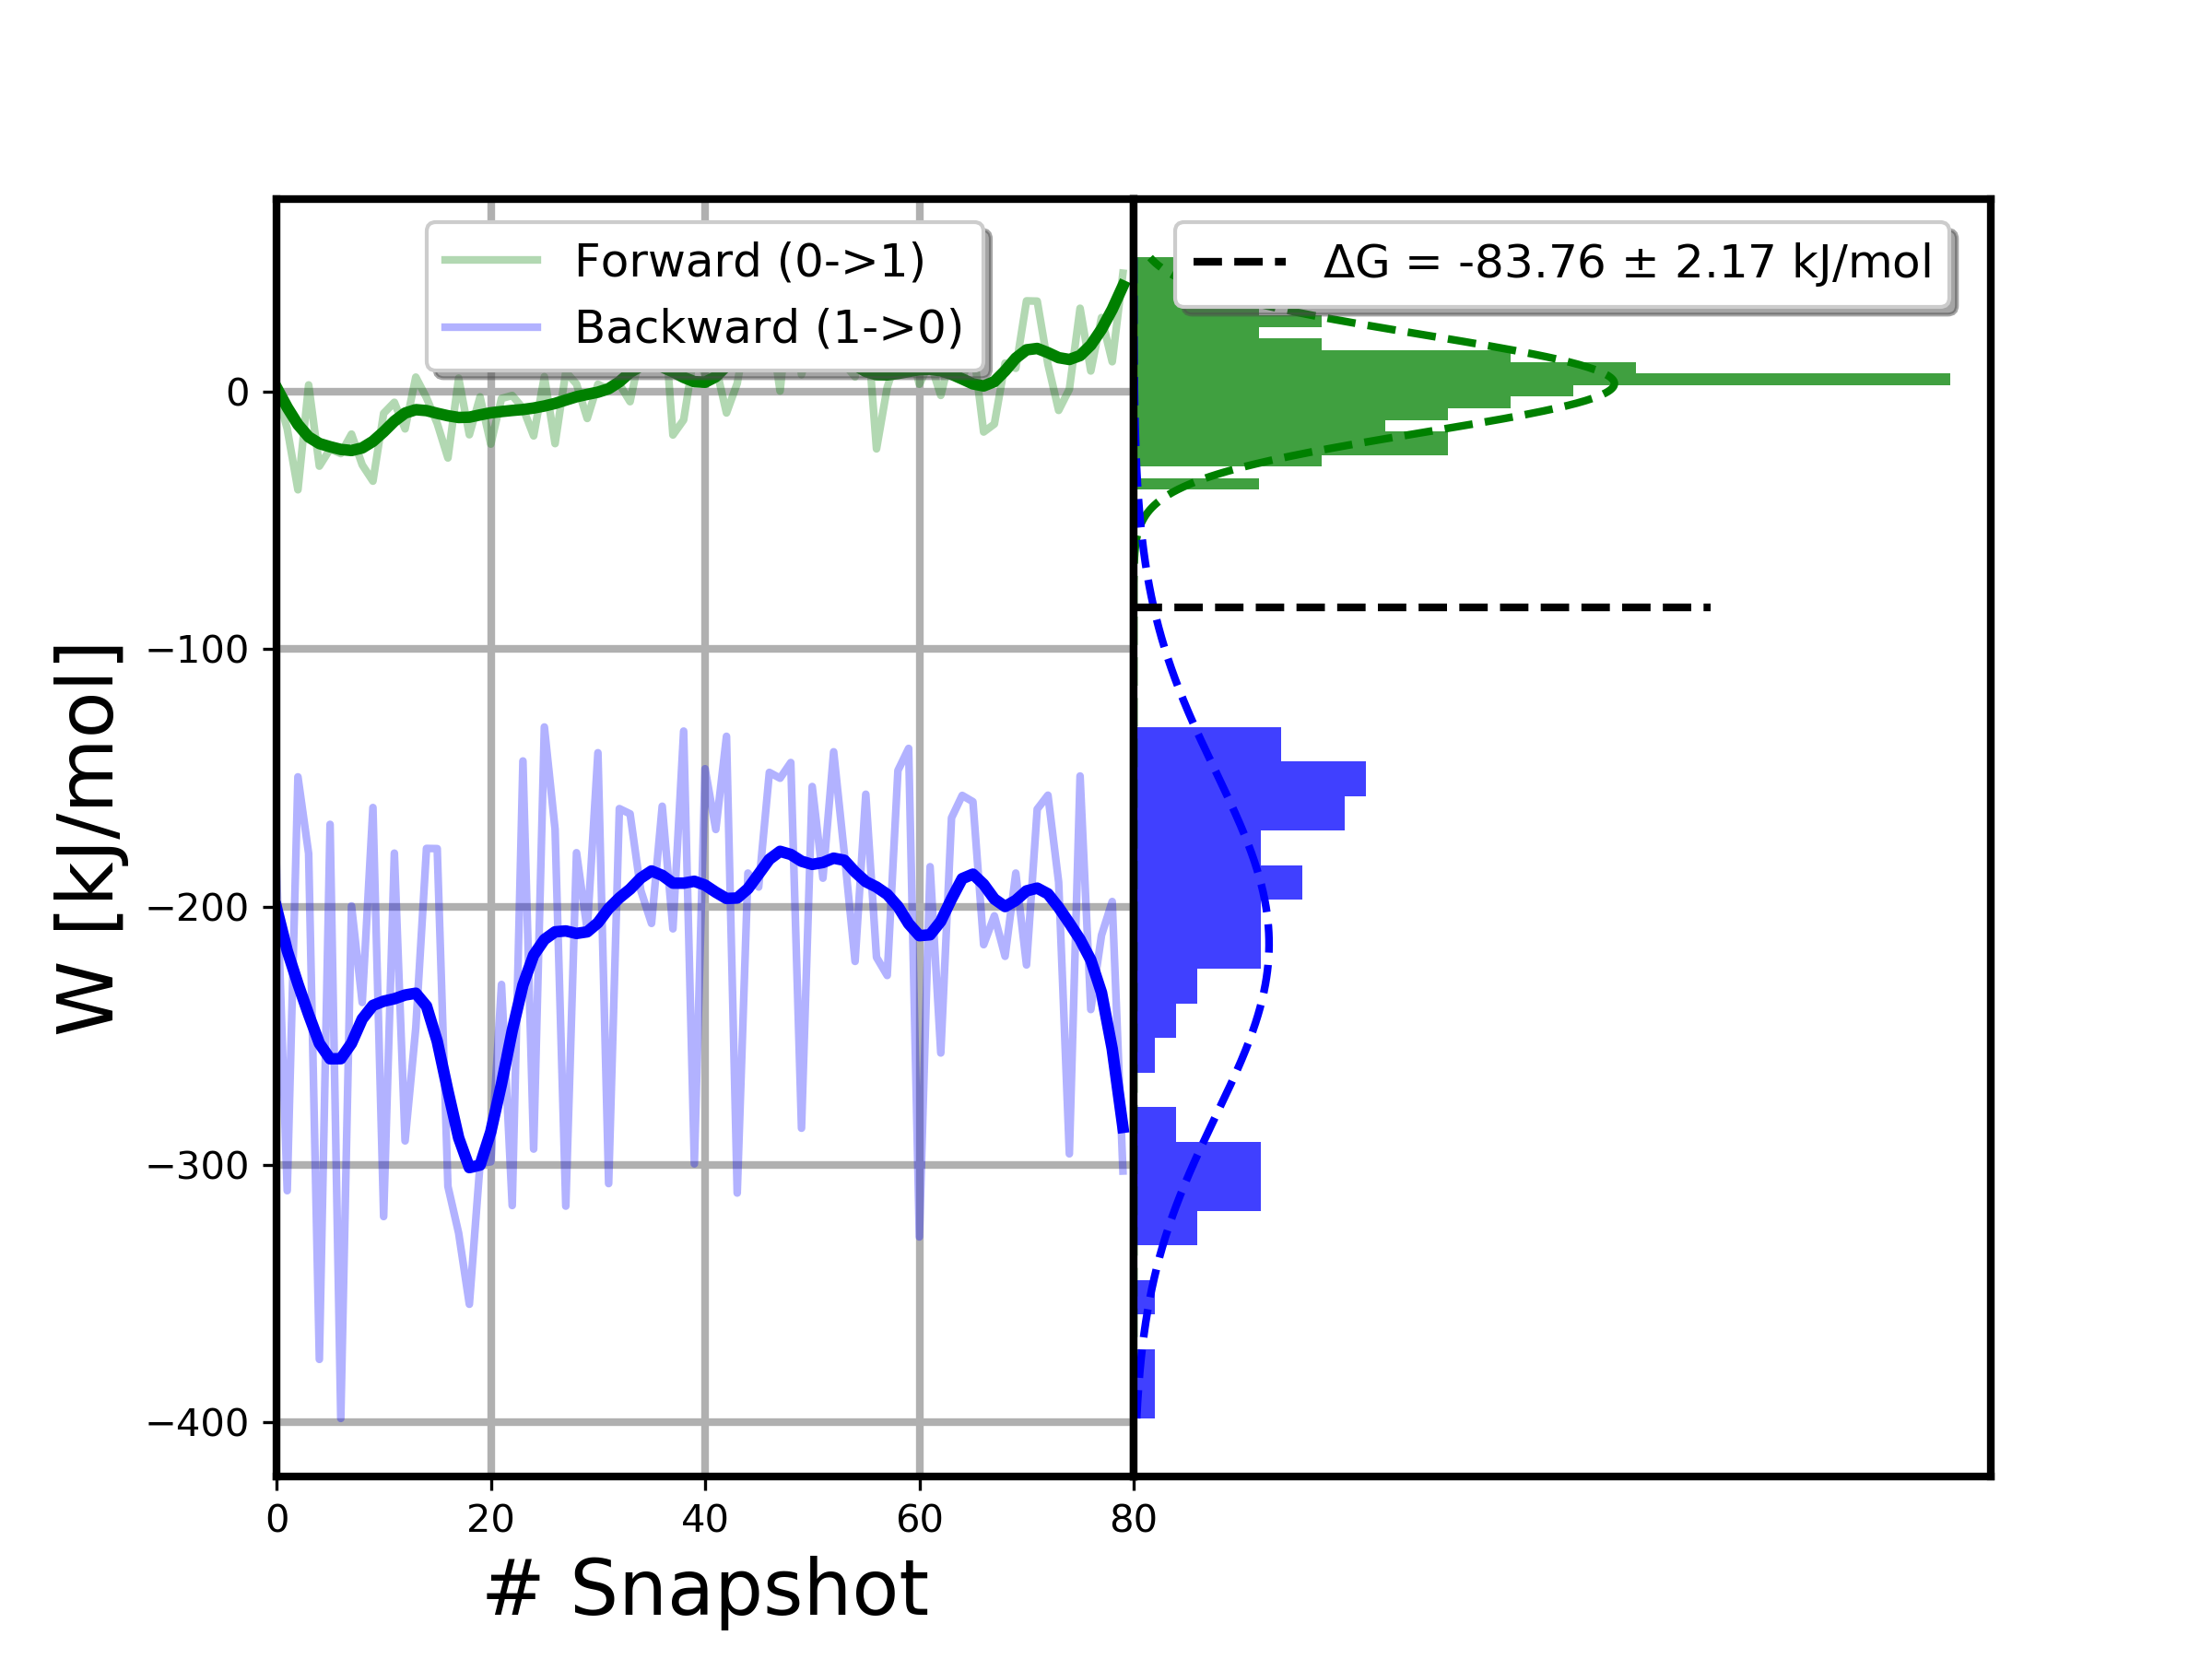 Forward (0->1)
Backward (1->0)
ΔG = -83.76 ± 2.17 kJ/mol
0
−100
−200
−300
−400
W [kJ/mol]
0 20 40 60 80
# Snapshot